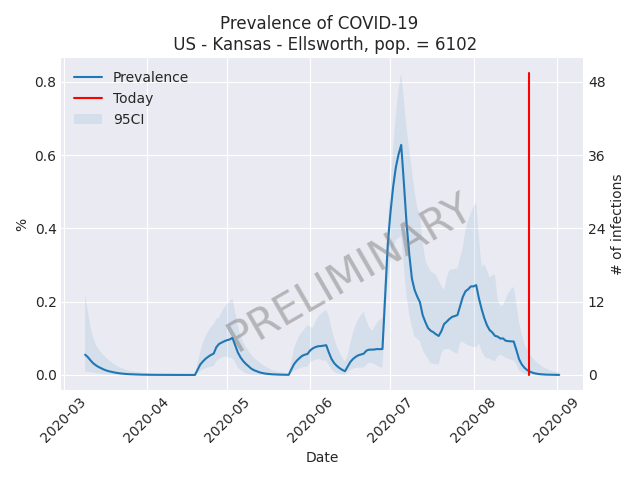 Prevalence of COVID-19
US - Kansas - Ellsworth, pop. = 6102
Prevalence
Today
95CI
PRELIMINARY
%
0.8
0.6
0.4
0.2
0.0
48
36
24
12
0
# of infections
2020-03
2020-04
2020-05
2020-06
2020-07
2020-08
2020-09
Date